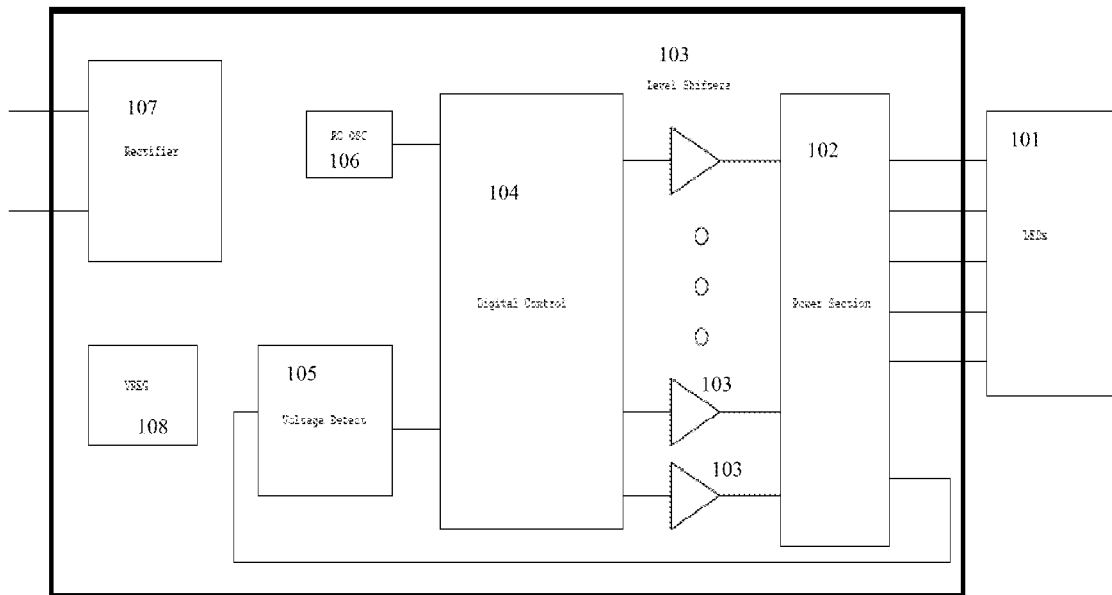 103
Level Shifters
107
Rectifier
RC OSC
106
104
102
101
LEDs
Digital Control
Power Section
105
Voltage Detect
VREG
108
103
103